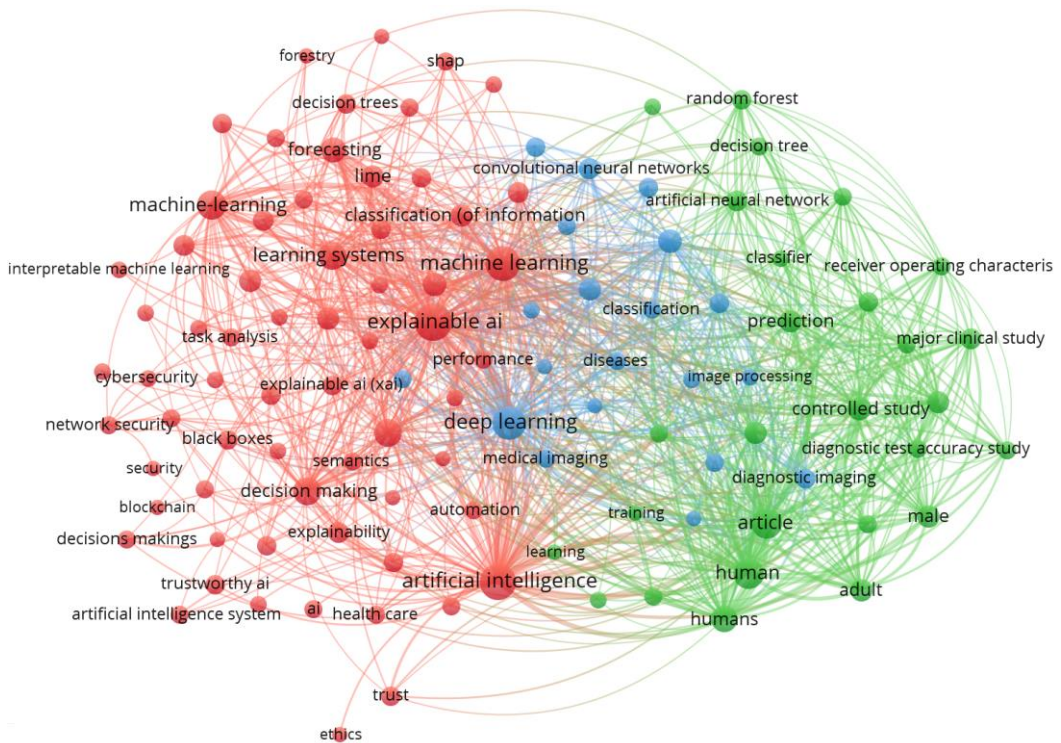 forestry
shap
decision trees
random forest
forecasting
decision tree
convolutional neural networks
lime
machine-learning
classification (of information
artificial neural network
learning systems
machine learning
classifier
interpretable machine learning
receiver operating characteris
classification
explainable ai
prediction
task analysis
major clinical study
performance
diseases
cybersecurity
explainable ai (xai)
image processing
network security
deep learning
controlled study
black boxes
diagnostic test accuracy study
security
semantics
medical imaging
diagnostic imaging
decision making
blockchain
automation
training
article
male
decisions makings
explainability
learning
trustworthy ai
artificial intelligence
human
adult
artificial intelligence system
ai
health care
humans
trust
ethics